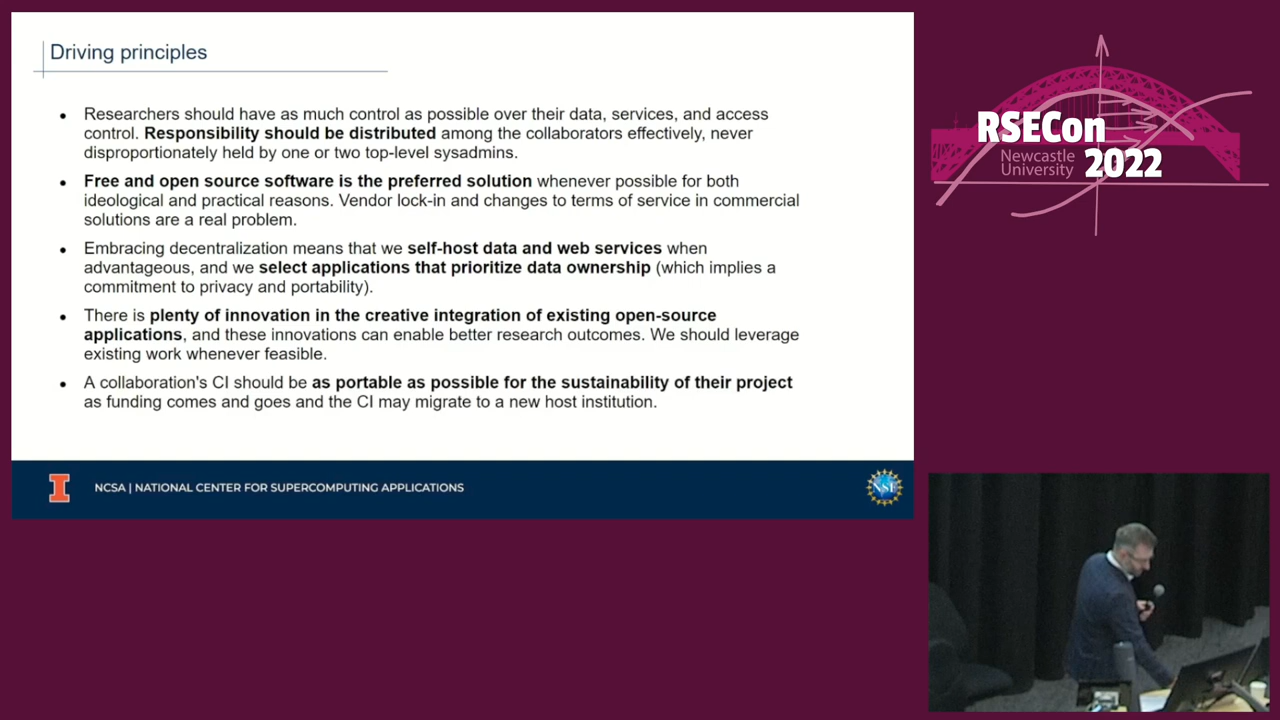 Driving principles
• Researchers should have as much control as possible over their data, services, and access
control. Responsibility should be distributed among the collaborators effectively, never
disproportionately held by one or two top-level sysadmins.
• Free and open source software is the preferred solution whenever possible for both
ideological and practical reasons. Vendor lock-in and changes to terms of service in commercial
solutions are a real problem.
• Embracing decentralization means that we self-host data and web services when
advantageous, and we select applications that prioritize data ownership (which implies a
commitment to privacy and portability).
• There is plenty of innovation in the creative integration of existing open-source
applications, and these innovations can enable better research outcomes. We should leverage
existing work whenever feasible.
• A collaboration's CI should be as portable as possible for the sustainability of their project
as funding comes and goes and the CI may migrate to a new host institution.
I NCSA | NATIONAL CENTER FOR SUPERCOMPUTING APPLICATIONS
NSF
RSECon
Newcastle
University 2022